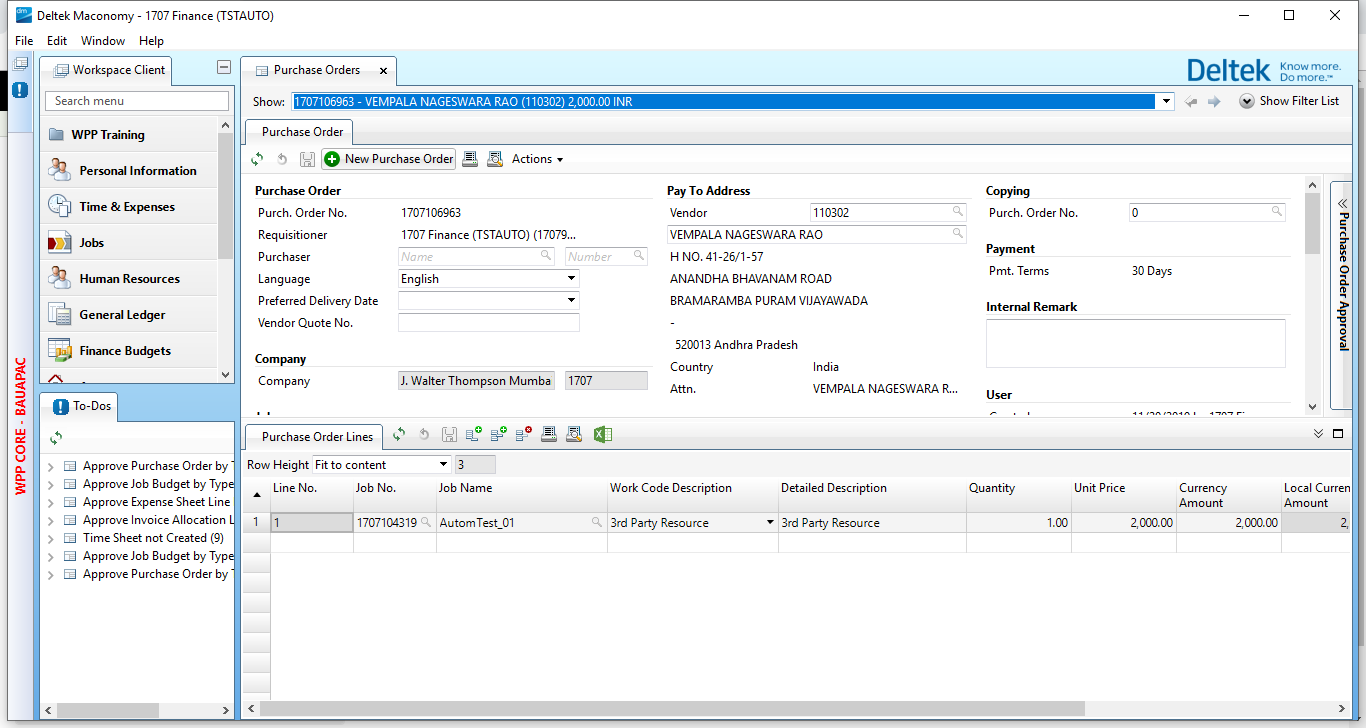 Deltek Maconomy - 1707 Finance (TSTAUTO)
File Edit Window Help
Workspace Client
Purchase Orders
Deltek Know more. Do more.™
Search menu
Show: 1707106963 - VEMPALA NAGESWARA RAO (110302) 2,000.00 INR
Show Filter List
WPP Training
Personal Information
Time & Expenses
Jobs
Human Resources
General Ledger
Finance Budgets
WPP CORE - BAUAPAC
To-Dos
Approve Purchase Order by
Approve Job Budget by Type
Approve Expense Sheet Line
Approve Invoice Allocation
Time Sheet not Created (9)
Approve Job Budget by Type
Approve Purchase Order by
Purchase Order
New Purchase Order Actions
Purchase Order
Purch. Order No. 1707106963
Requisitioner 1707 Finance (TSTAUTO) (17079...
Purchaser Name Number
Language English
Preferred Delivery Date
Vendor Quote No.
Company
Company J. Walter Thompson Mumba 1707
Pay To Address
Vendor 110302
VEMPALA NAGESWARA RAO
H NO. 41-26/1-57
ANANDHA BHAVANAM ROAD
BRAMARAMBA PURAM VIJAYAWADA
-
520013 Andhra Pradesh
Country India
Attn. VEMPALA NAGESWARA R...
Copying
Purch. Order No. 0
Payment
Pmt. Terms 30 Days
Internal Remark
User
Purchase Order Approval
Purchase Order Lines
Row Height Fit to content 3
Line No. Job No. Job Name Work Code Description Detailed Description Quantity Unit Price Currency Amount Local Curren Amount
1 1 1707104319 AutomTest_01 3rd Party Resource 3rd Party Resource 1.00 2,000.00 2,000.00 2,